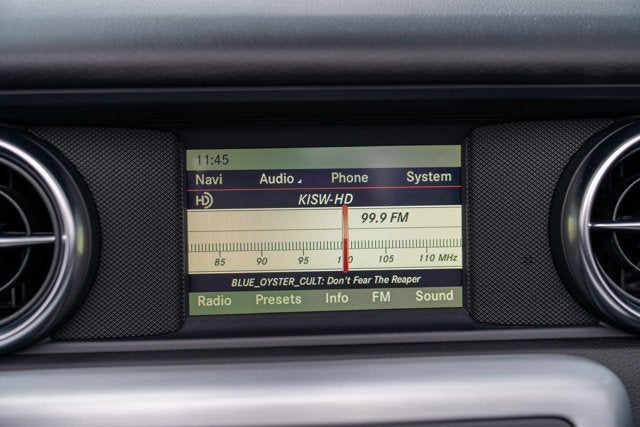 11:45
Navi Audio Phone System
HD KISW-HD
99.9 FM
85 90 95 100 105 110 MHz
BLUE_OYSTER_CULT: Don't Fear The Reaper
Radio Presets Info FM Sound